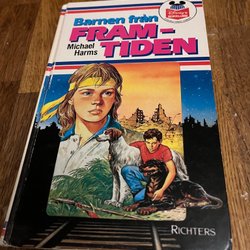 Barnen från
FRAM-
TIDEN
Michael
Harms
RICHTERS